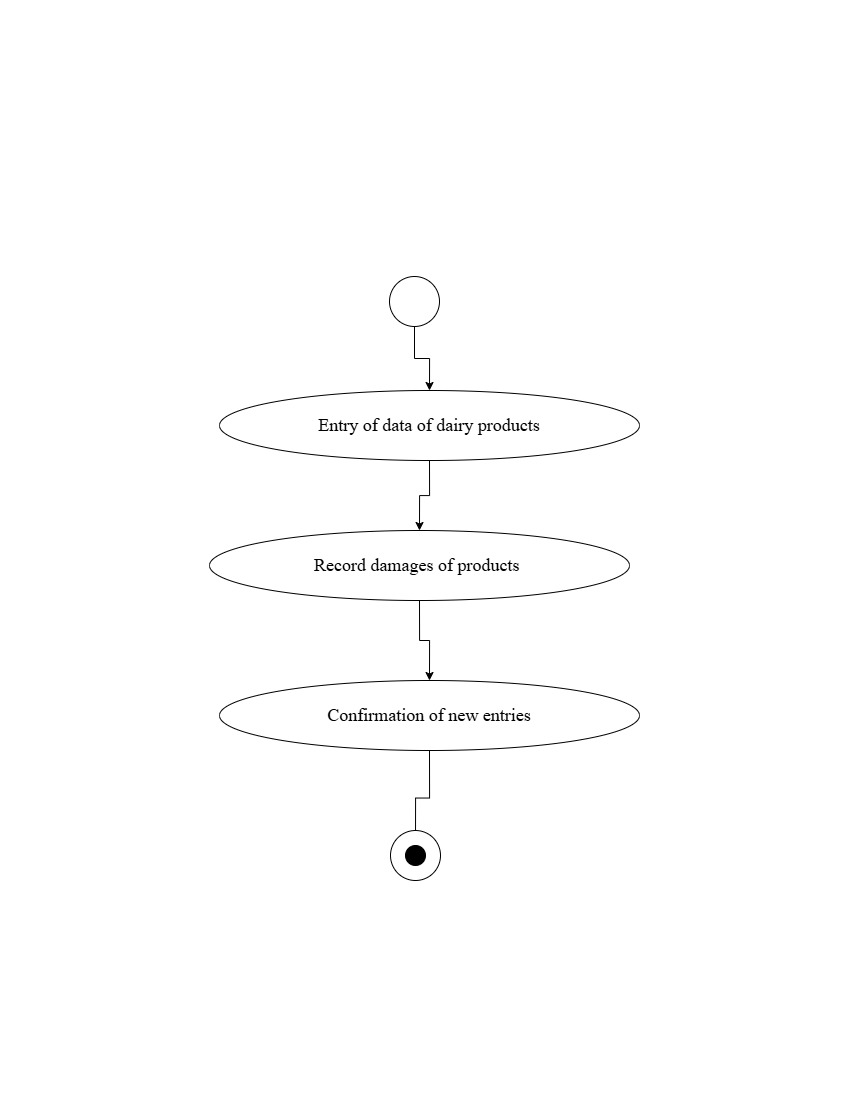 Entry of data of dairy products
Record damages of products
Confirmation of new entries